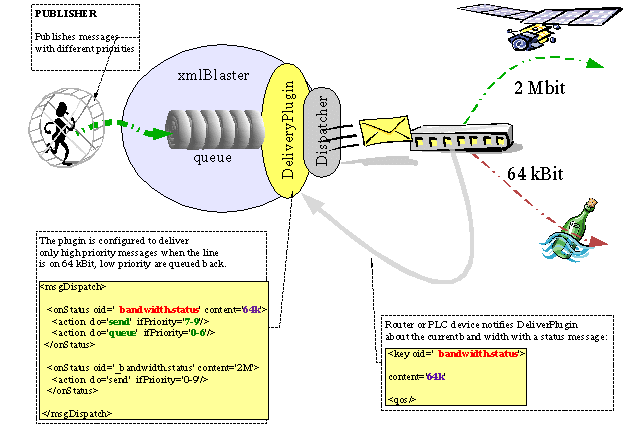 PUBLISHER
Publishes messages
with different priorities
xmlBlaster
queue
DeliveryPlugin
Dispatcher
2 Mbit
64 kBit
The plugin is configured to deliver
only high priority messages when the line
is on 64 kBit, low priority are queued back.
<msgDispatch>
<onStatus oid='_bandwidth.status' content='64k'>
<action do='send' ifPriority='7-9'/>
<action do='queue' ifPriority='0-6'/>
</onStatus>
<onStatus oid='_bandwidth.status' content='2M'>
<action do='send' ifPriority='0-9'/>
</onStatus>
</msgDispatch>
Router or PLC device notifies DeliverPlugin
about the current band width with a status message:
<key oid='_bandwidth.status'>
content='64k'
<qos/>